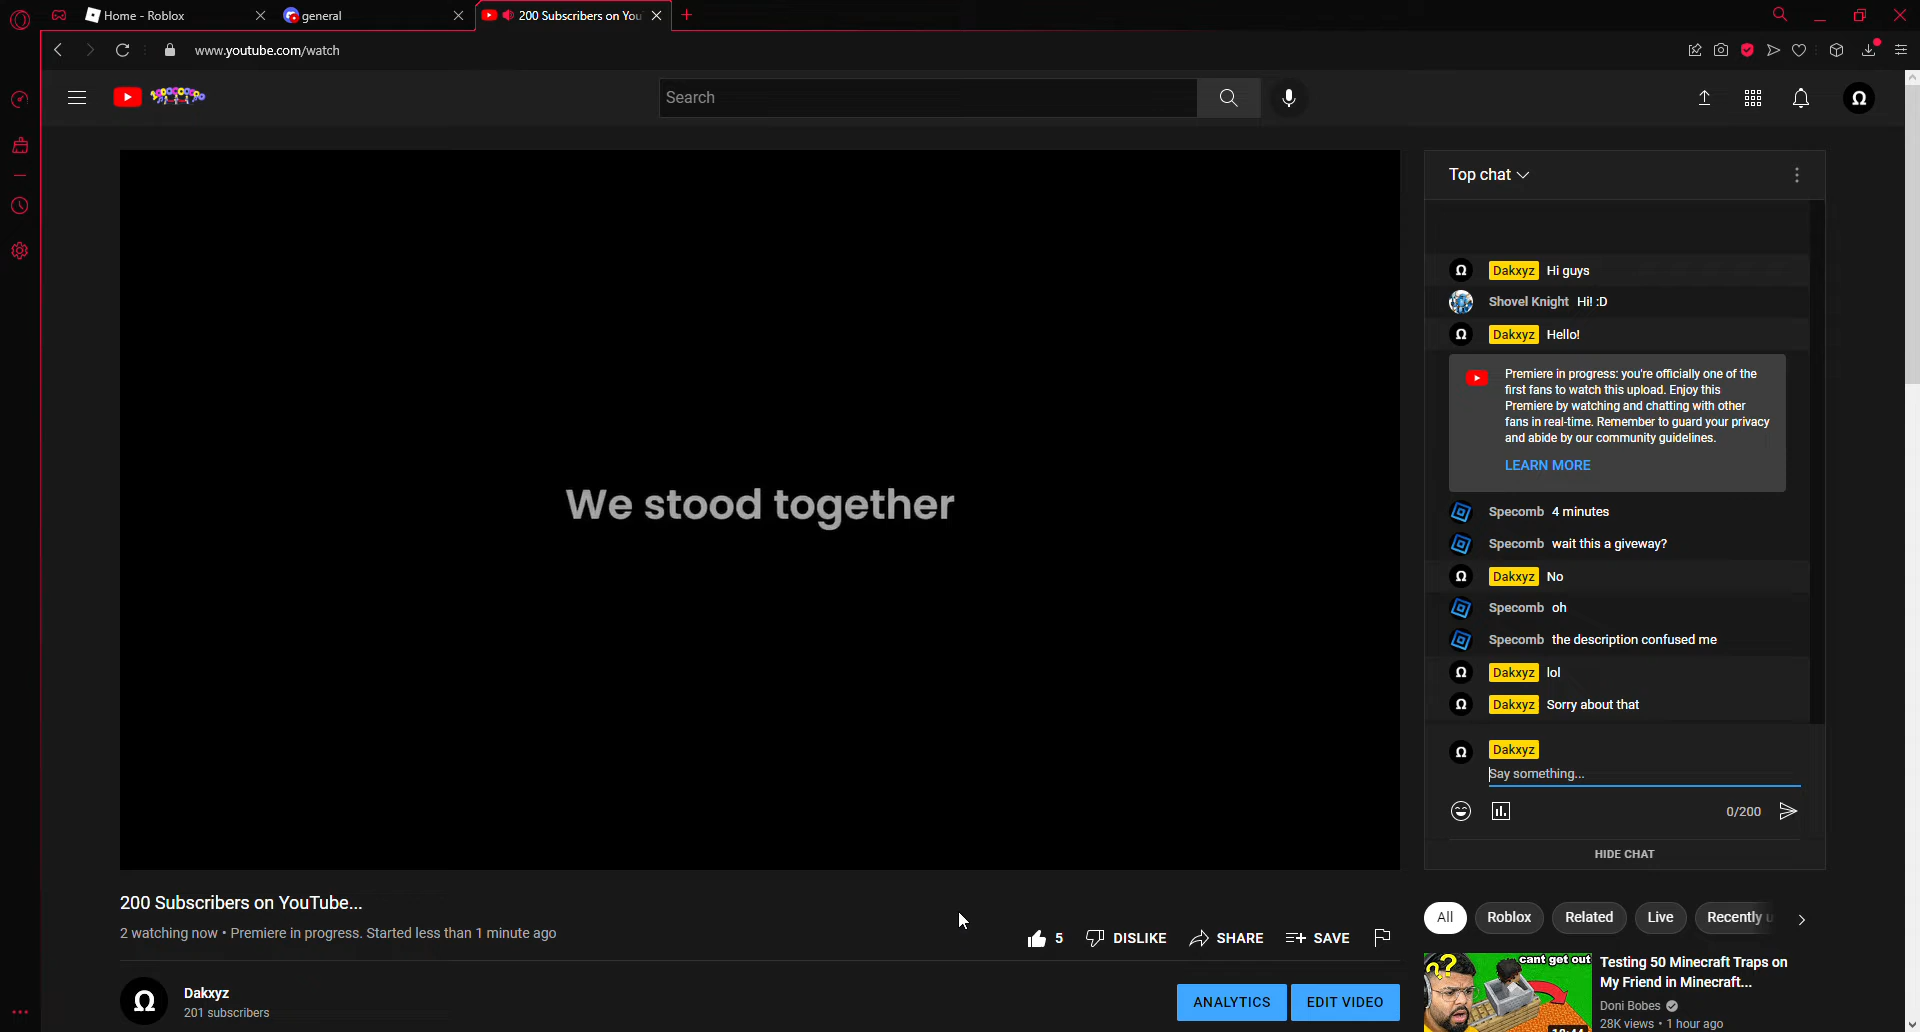 Home - Roblox
general
200 Subscribers on You
www.youtube.com/watch
Search
Ω
Top chat
Dakxyz Hi guys
Shovel Knight Hi! :D
Dakxyz Hello!
Premiere in progress: you're officially one of the
first fans to watch this upload. Enjoy this
Premiere by watching and chatting with other
fans in real-time. Remember to guard your privacy
and abide by our community guidelines.
LEARN MORE
Specomb 4 minutes
Specomb wait this a giveway?
Dakxyz No
Specomb oh
Specomb the description confused me
Dakxyz lol
Dakxyz Sorry about that
Dakxyz
Say something...
0/200
HIDE CHAT
We stood together
200 Subscribers on YouTube...
2 watching now • Premiere in progress. Started less than 1 minute ago
5 DISLIKE SHARE SAVE
Ω
Dakxyz
201 subscribers
ANALYTICS EDIT VIDEO
All Roblox Related Live Recently u
?? cant get out
Testing 50 Minecraft Traps on
My Friend in Minecraft...
Doni Bobes
28K views • 1 hour ago